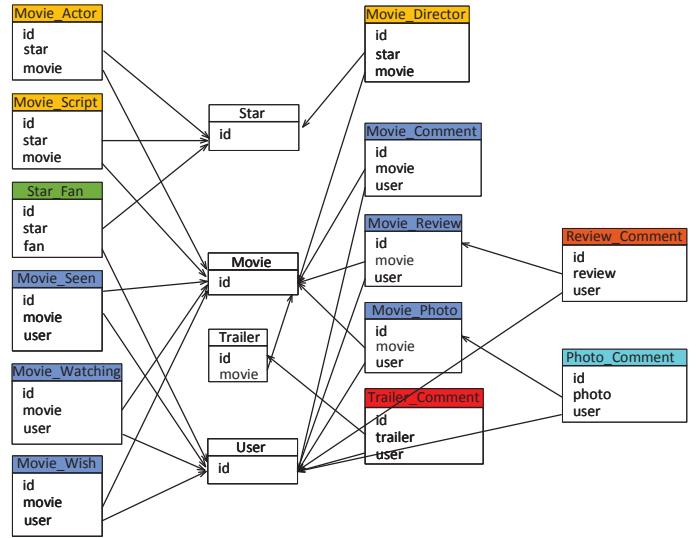 Movie_Actor
id
star
movie
Movie_Script
id
star
movie
Star_Fan
id
star
fan
Movie_Seen
id
movie
user
Movie_Watching
id
movie
user
Movie_Wish
id
movie
user
Star
id
Movie
id
Trailer
id
movie
User
id
Movie_Director
id
star
movie
Movie_Comment
id
movie
user
Movie_Review
id
movie
user
Movie_Photo
id
movie
user
Trailer_Comment
id
trailer
user
Review_Comment
id
review
user
Photo_Comment
id
photo
user